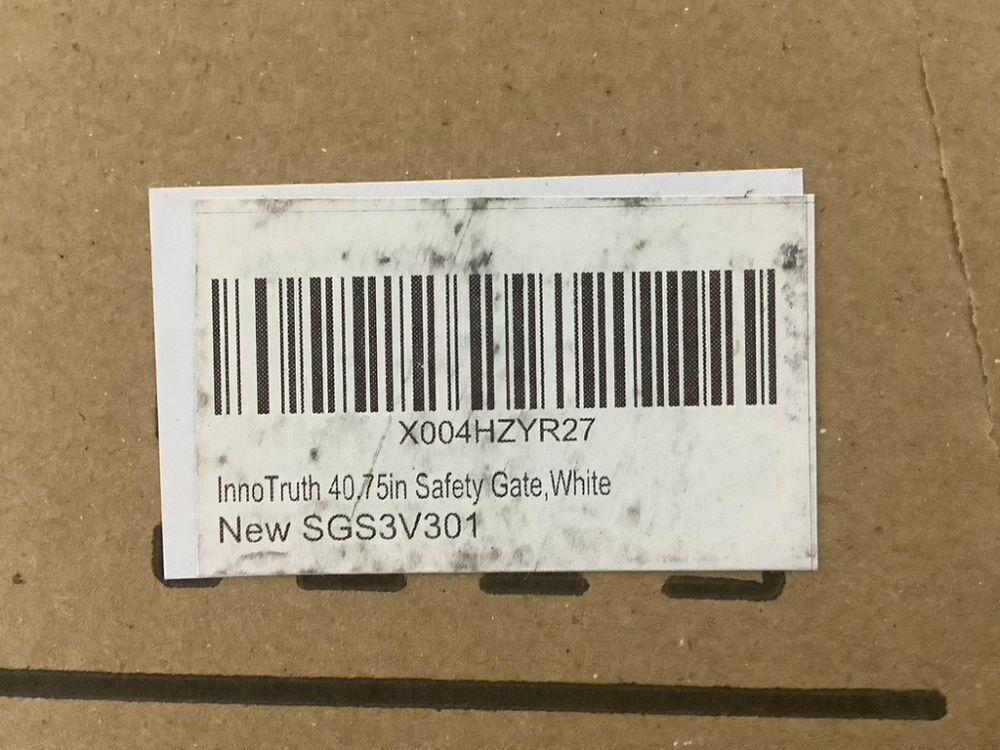 X004HZYR27
InnoTruth 40.75in Safety Gate,White
New SGS3V301